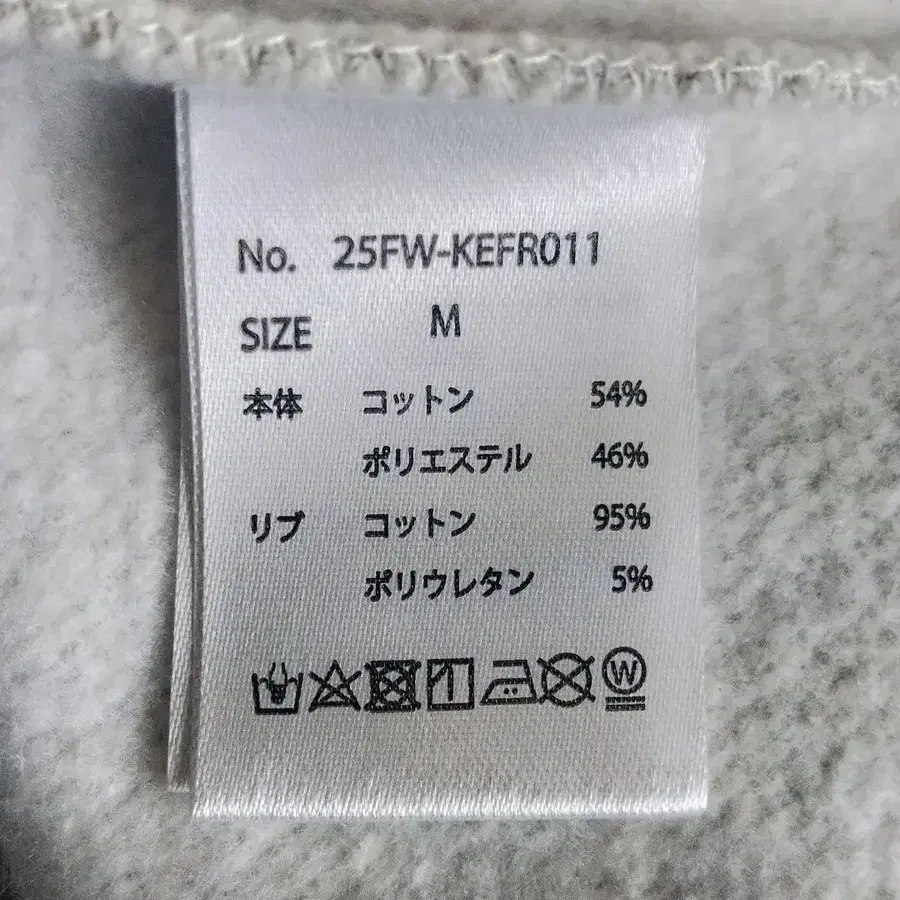 No. 25FW-KEFR011
SIZE M
本体 コットン 54%
ポリエステル 46%
リブ コットン 95%
ポリウレタン 5%
W